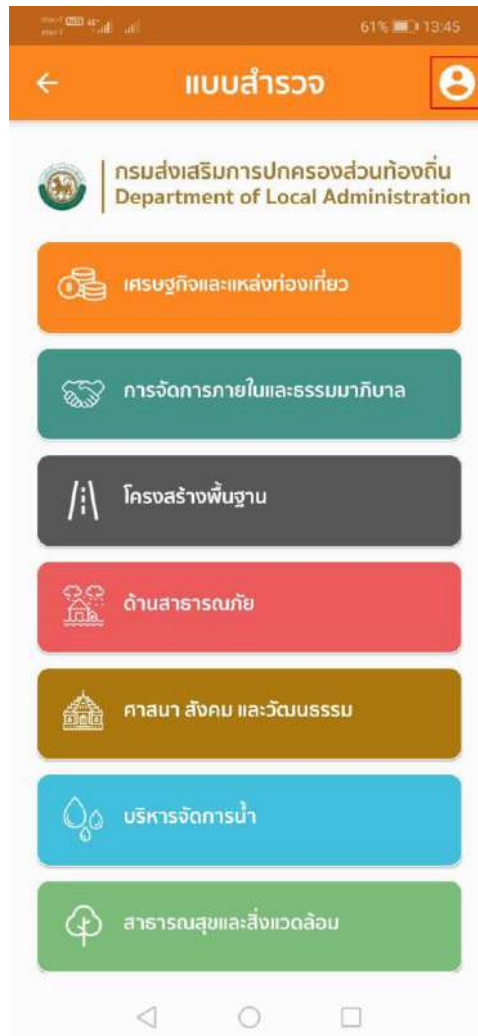 61% 13:45
แบบสำรวจ
กรมส่งเสริมการปกครองส่วนท้องถิ่น
Department of Local Administration
เศรษฐกิจและแหล่งท่องเที่ยว
การจัดการภายในและธรรมมาภิบาล
โครงสร้างพื้นฐาน
ด้านสาธารณภัย
ศาสนา สังคม และวัฒนธรรม
บริหารจัดการน้ำ
สาธารณสุขและสิ่งแวดล้อม